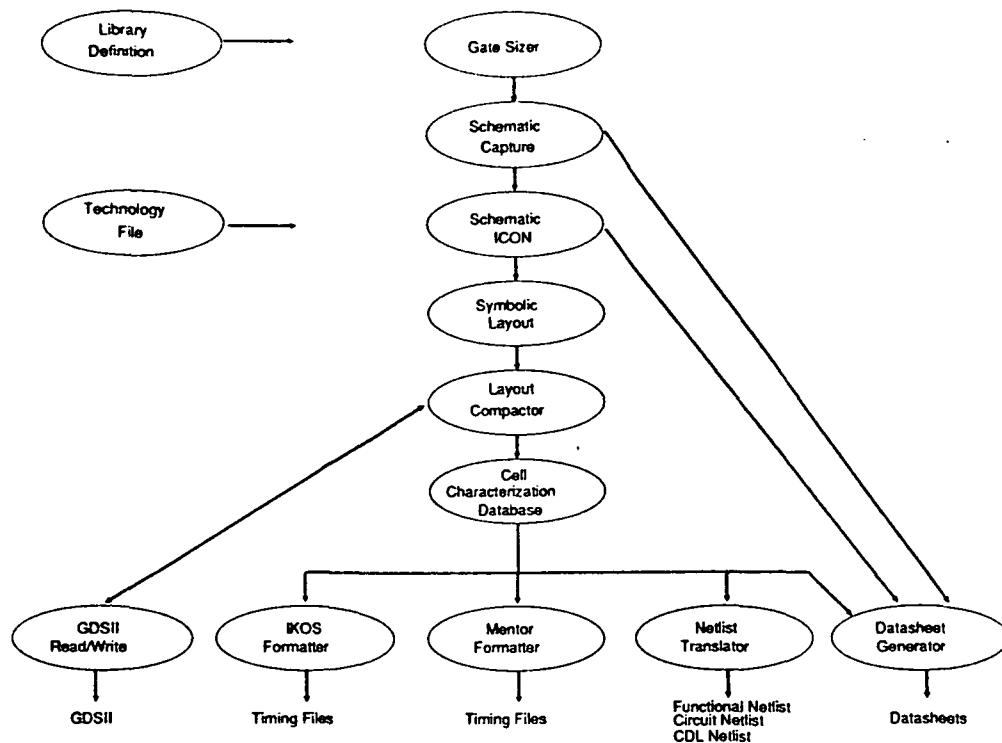 Library
Definition
Gate Sizer
Schematic
Capture
Technology
File
Schematic
ICON
Symbolic
Layout
Layout
Compactor
Cell
Characterization
Database
GDSII
Read/Write
IKOS
Formatter
Mentor
Formatter
Netlist
Translator
Datasheet
Generator
GDSII
Timing Files
Timing Files
Functional Netlist
Circuit Netlist
CDL Netlist
Datasheets